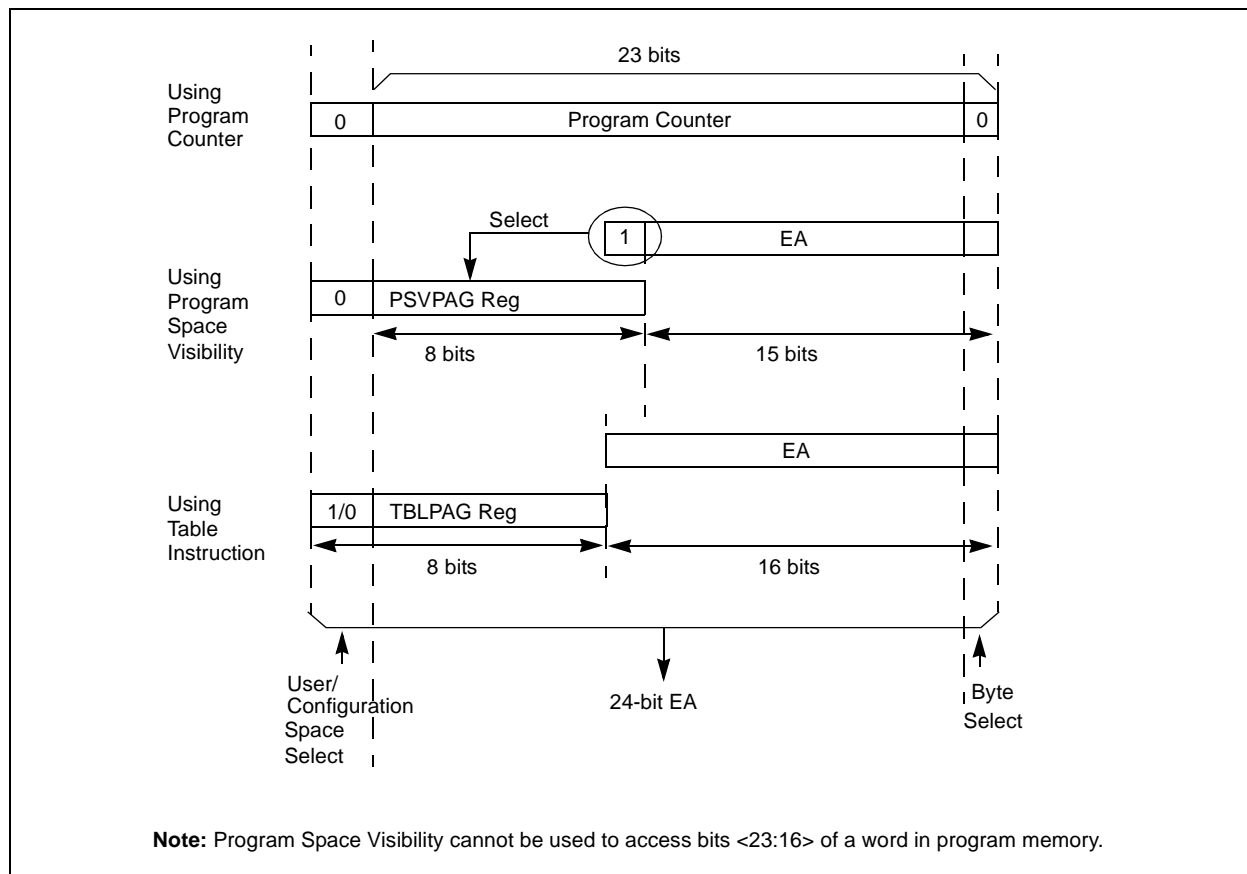 23 bits
Using
Program
Counter
0
Program Counter
0
Select
1
EA
Using
Program
Space
Visibility
0
PSVPAG Reg
8 bits
15 bits
EA
Using
Table
Instruction
1/0
TBLPAG Reg
8 bits
16 bits
User/
Configuration
Space
Select
24-bit EA
Byte
Select
Note: Program Space Visibility cannot be used to access bits <23:16> of a word in program memory.